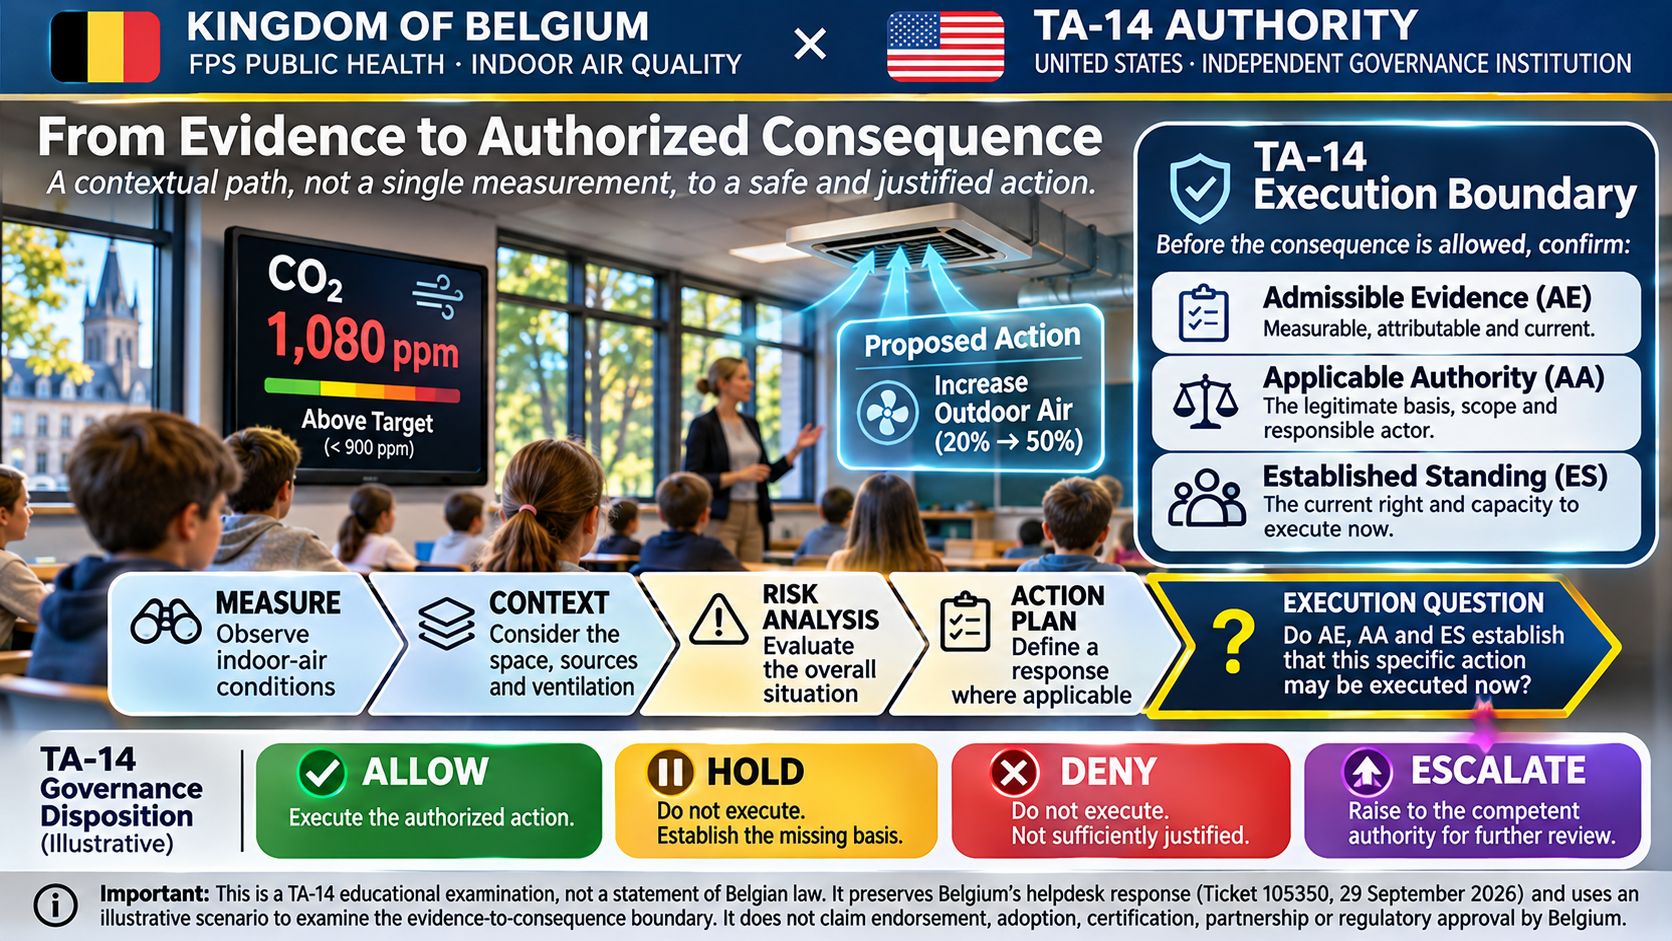 KINGDOM OF BELGIUM
FPS PUBLIC HEALTH · INDOOR AIR QUALITY
×
TA-14 AUTHORITY
UNITED STATES · INDEPENDENT GOVERNANCE INSTITUTION
From Evidence to Authorized Consequence
A contextual path, not a single measurement, to a safe and justified action.
CO₂
1,080 ppm
Above Target
(< 900 ppm)
Proposed Action
Increase
Outdoor Air
(20% → 50%)
TA-14
Execution Boundary
Before the consequence is allowed, confirm:
Admissible Evidence (AE)
Measurable, attributable and current.
Applicable Authority (AA)
The legitimate basis, scope and
responsible actor.
Established Standing (ES)
The current right and capacity to
execute now.
MEASURE
Observe
indoor-air
conditions
CONTEXT
Consider the
space, sources
and ventilation
RISK
ANALYSIS
Evaluate
the overall
situation
ACTION
PLAN
Define a
response
where applicable
?
EXECUTION QUESTION
Do AE, AA and ES establish
that this specific action
may be executed now?
TA-14
Governance
Disposition
(Illustrative)
ALLOW
Execute the authorized action.
HOLD
Do not execute.
Establish the missing basis.
DENY
Do not execute.
Not sufficiently justified.
ESCALATE
Raise to the competent
authority for further review.
Important: This is a TA-14 educational examination, not a statement of Belgian law. It preserves Belgium's helpdesk response (Ticket 105350, 29 September 2026) and uses an
illustrative scenario to examine the evidence-to-consequence boundary. It does not claim endorsement, adoption, certification, partnership or regulatory approval by Belgium.